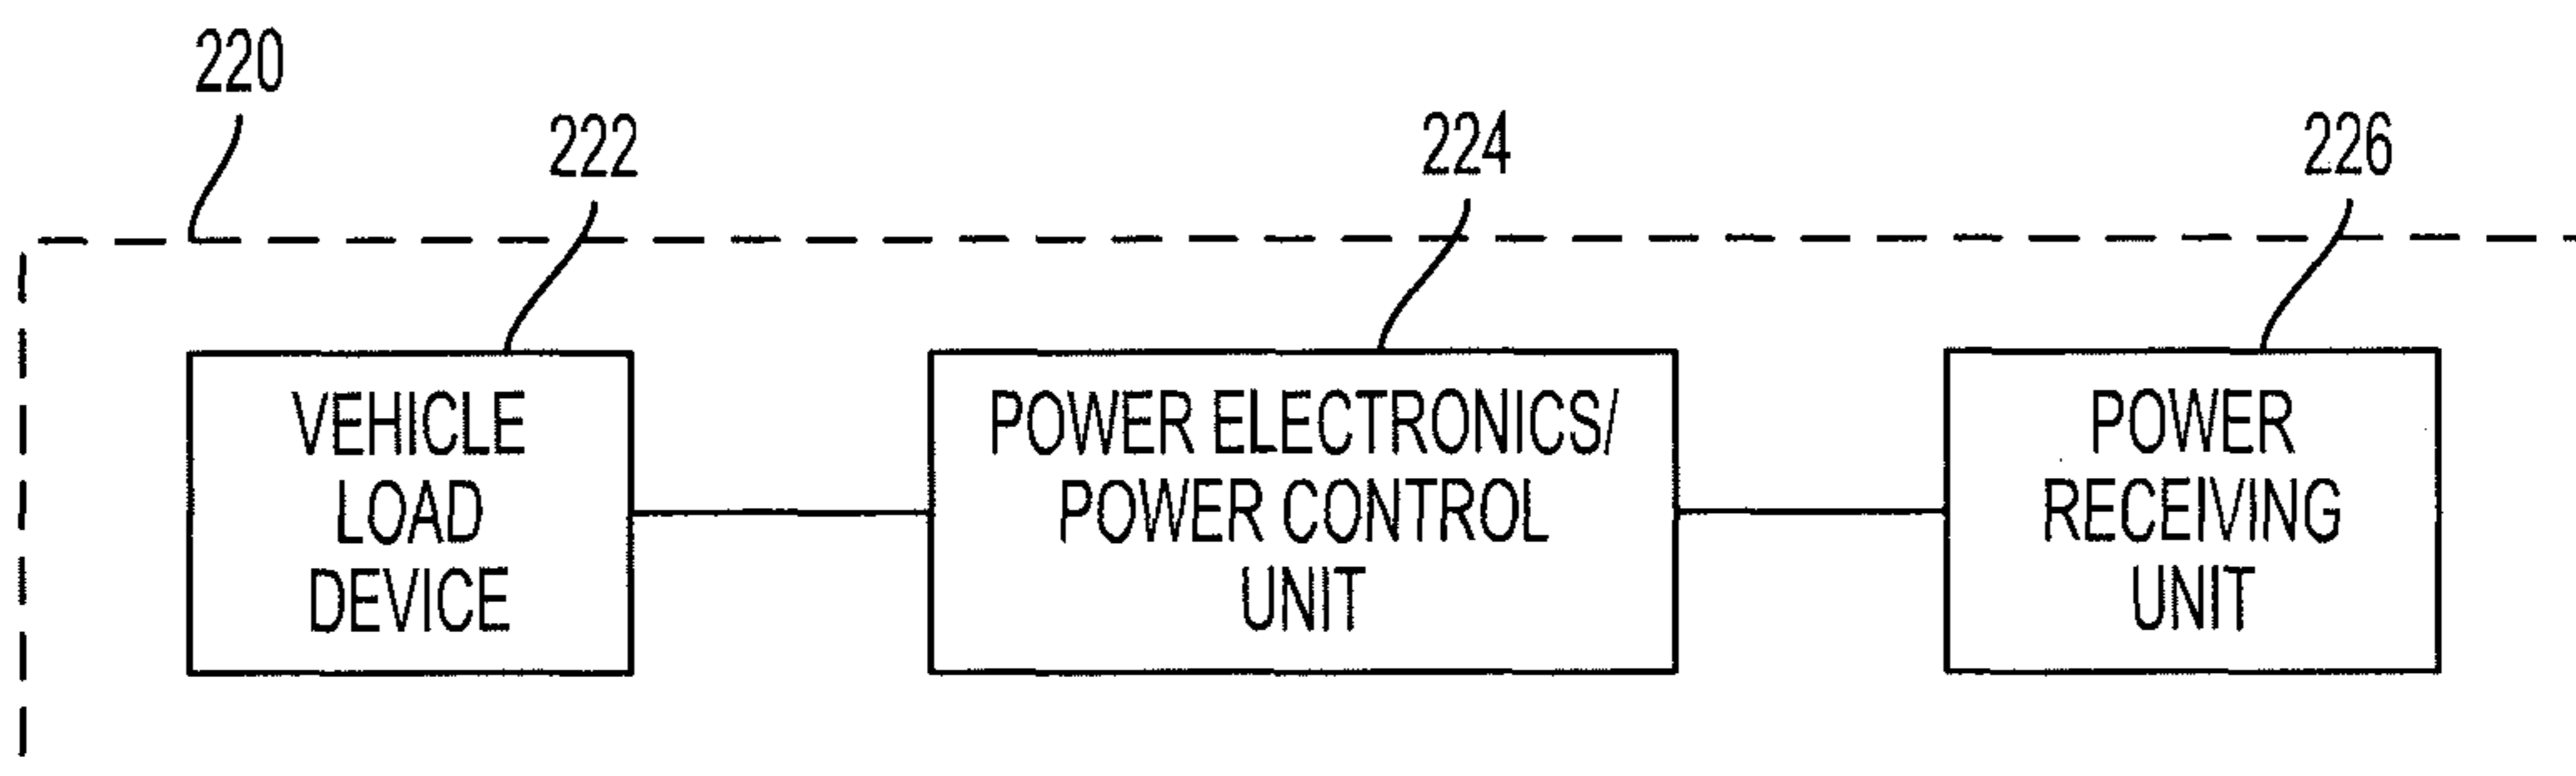 220
222
224
226
VEHICLE
LOAD
DEVICE
POWER ELECTRONICS/
POWER CONTROL
UNIT
POWER
RECEIVING
UNIT